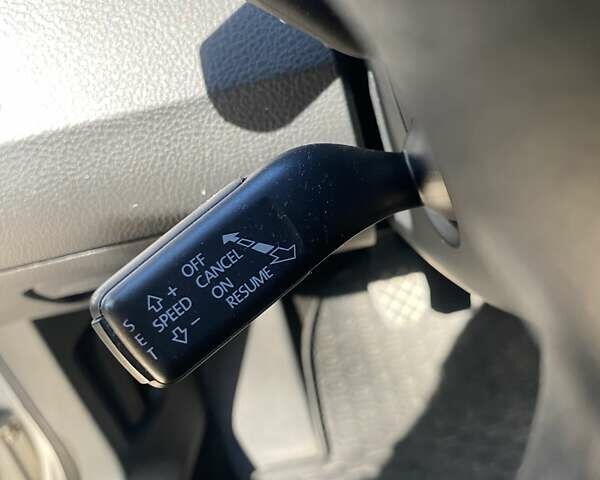 OFF
CANCEL
ON
RESUME
+
SPEED
−
SET